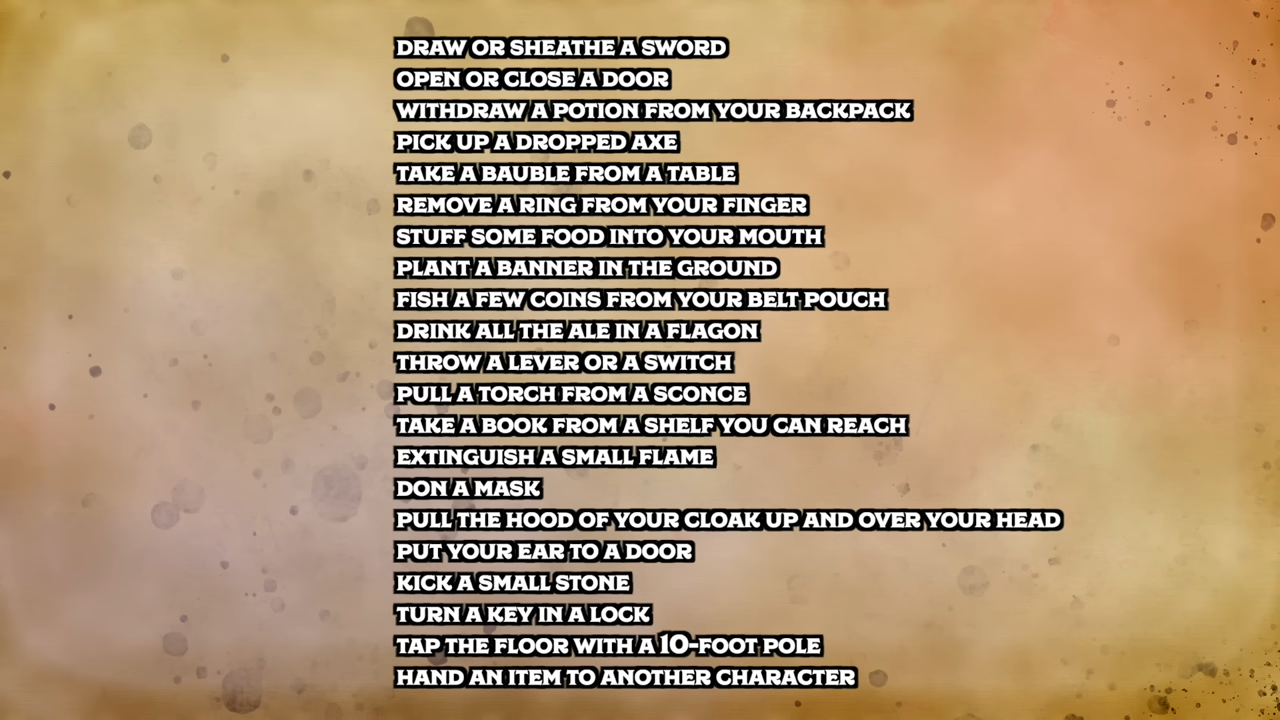 DRAW OR SHEATHE A SWORD
OPEN OR CLOSE A DOOR
WITHDRAW A POTION FROM YOUR BACKPACK
PICK UP A DROPPED AXE
TAKE A BAUBLE FROM A TABLE
REMOVE A RING FROM YOUR FINGER
STUFF SOME FOOD INTO YOUR MOUTH
PLANT A BANNER IN THE GROUND
FISH A FEW COINS FROM YOUR BELT POUCH
DRINK ALL THE ALE IN A FLAGON
THROW A LEVER OR A SWITCH
PULL A TORCH FROM A SCONCE
TAKE A BOOK FROM A SHELF YOU CAN REACH
EXTINGUISH A SMALL FLAME
DON A MASK
PULL THE HOOD OF YOUR CLOAK UP AND OVER YOUR HEAD
PUT YOUR EAR TO A DOOR
KICK A SMALL STONE
TURN A KEY IN A LOCK
TAP THE FLOOR WITH A 10-FOOT POLE
HAND AN ITEM TO ANOTHER CHARACTER